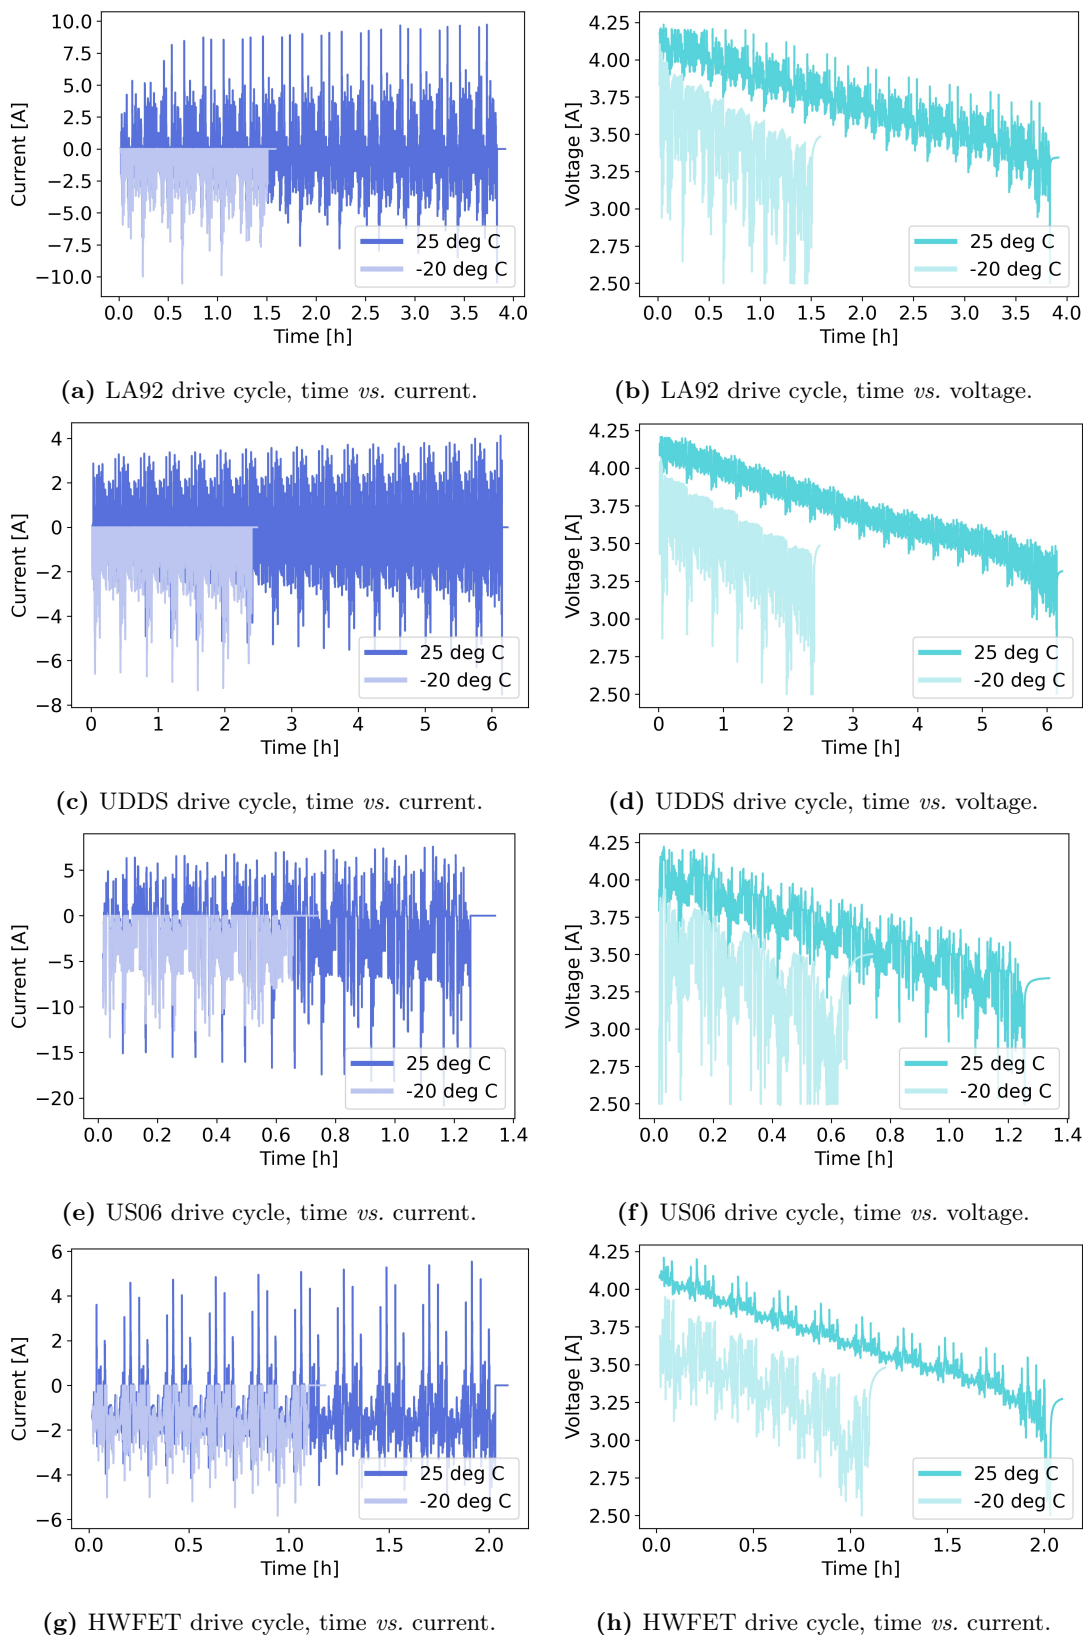 10.0
7.5
5.0
2.5
0.0
−2.5
−5.0
−7.5
−10.0
Current [A]
25 deg C
-20 deg C
0.0 0.5 1.0 1.5 2.0 2.5 3.0 3.5 4.0
Time [h]
4.25
4.00
3.75
3.50
3.25
3.00
2.75
2.50
Voltage [A]
25 deg C
-20 deg C
0.0 0.5 1.0 1.5 2.0 2.5 3.0 3.5 4.0
Time [h]
(a) LA92 drive cycle, time vs. current.
(b) LA92 drive cycle, time vs. voltage.
4
2
0
−2
−4
−6
−8
Current [A]
25 deg C
-20 deg C
0 1 2 3 4 5 6
Time [h]
4.25
4.00
3.75
3.50
3.25
3.00
2.75
2.50
Voltage [A]
25 deg C
-20 deg C
0 1 2 3 4 5 6
Time [h]
(c) UDDS drive cycle, time vs. current.
(d) UDDS drive cycle, time vs. voltage.
5
0
−5
−10
−15
−20
Current [A]
25 deg C
-20 deg C
0.0 0.2 0.4 0.6 0.8 1.0 1.2 1.4
Time [h]
4.25
4.00
3.75
3.50
3.25
3.00
2.75
2.50
Voltage [A]
25 deg C
-20 deg C
0.0 0.2 0.4 0.6 0.8 1.0 1.2 1.4
Time [h]
(e) US06 drive cycle, time vs. current.
(f) US06 drive cycle, time vs. voltage.
6
4
2
0
−2
−4
−6
Current [A]
25 deg C
-20 deg C
0.0 0.5 1.0 1.5 2.0
Time [h]
4.25
4.00
3.75
3.50
3.25
3.00
2.75
2.50
Voltage [A]
25 deg C
-20 deg C
0.0 0.5 1.0 1.5 2.0
Time [h]
(g) HWFET drive cycle, time vs. current.
(h) HWFET drive cycle, time vs. current.